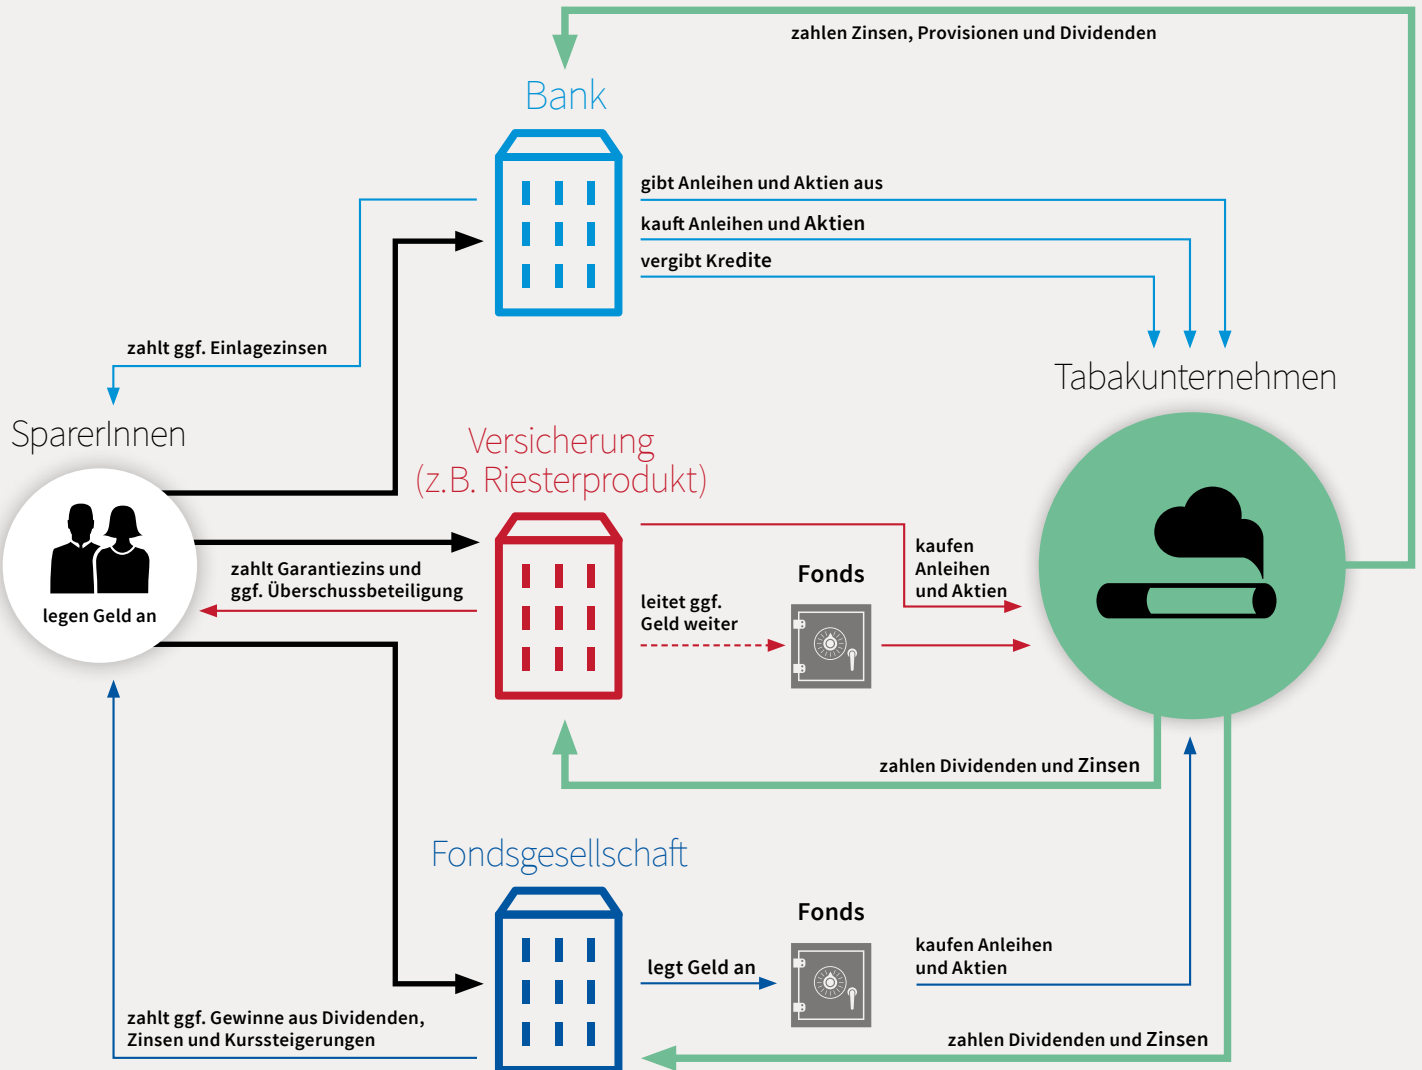 zahlen Zinsen, Provisionen und Dividenden
Bank
gibt Anleihen und Aktien aus
kauft Anleihen und Aktien
vergibt Kredite
zahlt ggf. Einlagezinsen
Tabakunternehmen
SparerInnen
legen Geld an
Versicherung
(z.B. Riesterprodukt)
zahlt Garantiezins und
ggf. Überschussbeteiligung
leitet ggf.
Geld weiter
Fonds
kaufen
Anleihen
und Aktien
zahlen Dividenden und Zinsen
Fondsgesellschaft
legt Geld an
Fonds
kaufen Anleihen
und Aktien
zahlt ggf. Gewinne aus Dividenden,
Zinsen und Kurssteigerungen
zahlen Dividenden und Zinsen